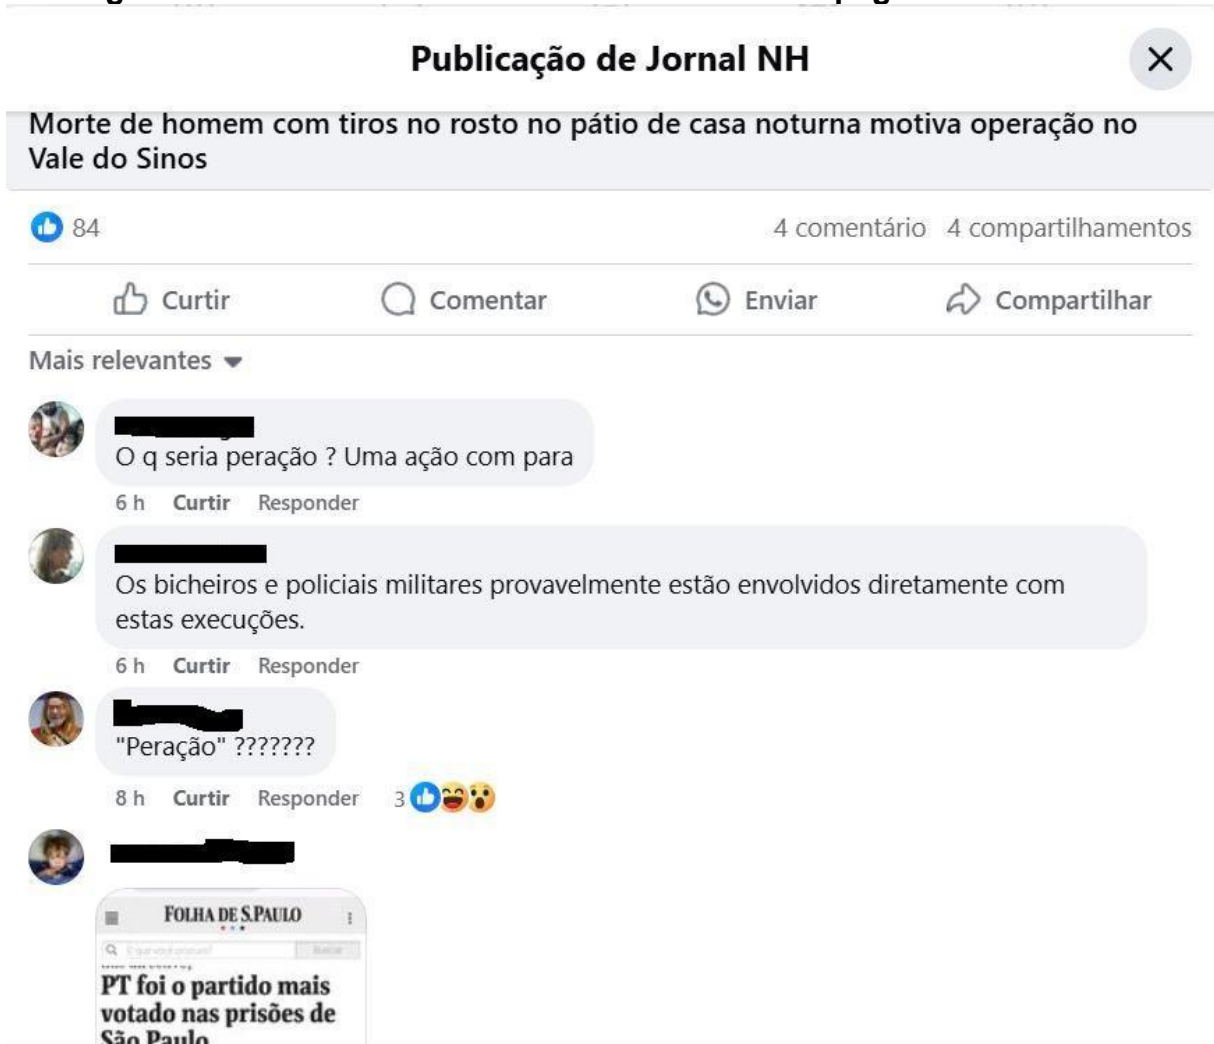 Publicação de Jornal NH
Morte de homem com tiros no rosto no pátio de casa noturna motiva operação no
Vale do Sinos
84
4 comentário 4 compartilhamentos
Curtir Comentar Enviar Compartilhar
Mais relevantes
O q seria peração ? Uma ação com para
6 h Curtir Responder
Os bicheiros e policiais militares provavelmente estão envolvidos diretamente com
estas execuções.
6 h Curtir Responder
"Peração" ???????
8 h Curtir Responder 3
FOLHA DE S.PAULO
Buscar
PT foi o partido mais
votado nas prisões de
São Paulo